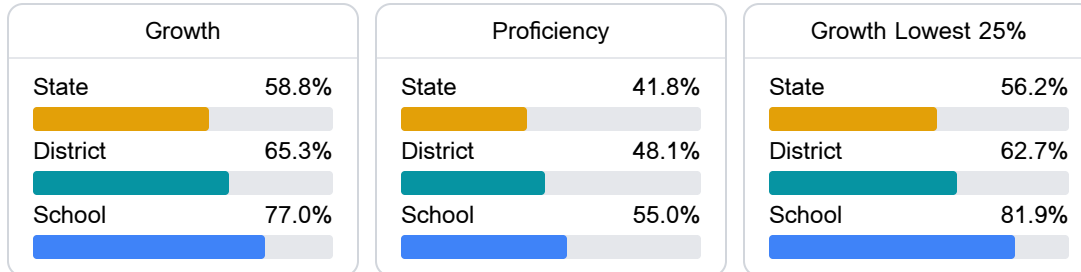 Growth
State 58.8%
District 65.3%
School 77.0%
Proficiency
State 41.8%
District 48.1%
School 55.0%
Growth Lowest 25%
State 56.2%
District 62.7%
School 81.9%